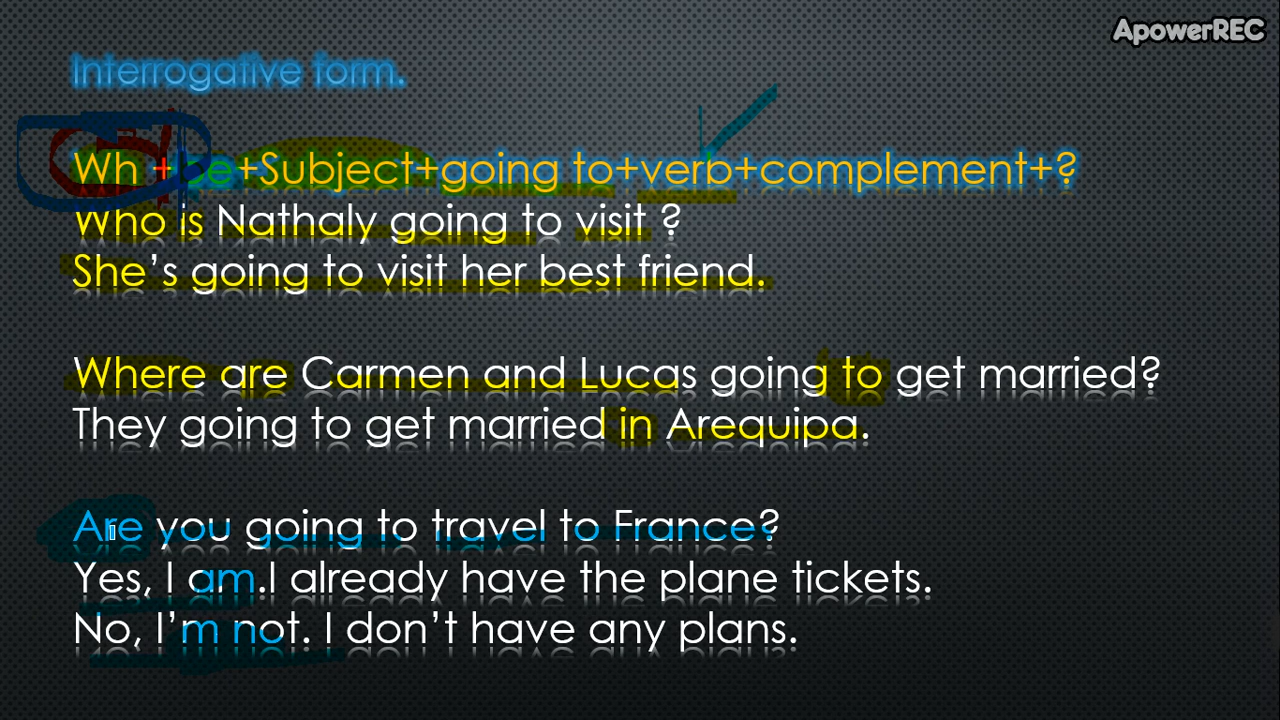 ApowerREC
Interrogative form.
Wh +be+Subject+going to+verb+complement+?
Who is Nathaly going to visit ?
She’s going to visit her best friend.
Where are Carmen and Lucas going to get married?
They going to get married in Arequipa.
Are you going to travel to France?
Yes, I am.I already have the plane tickets.
No, I’m not. I don’t have any plans.